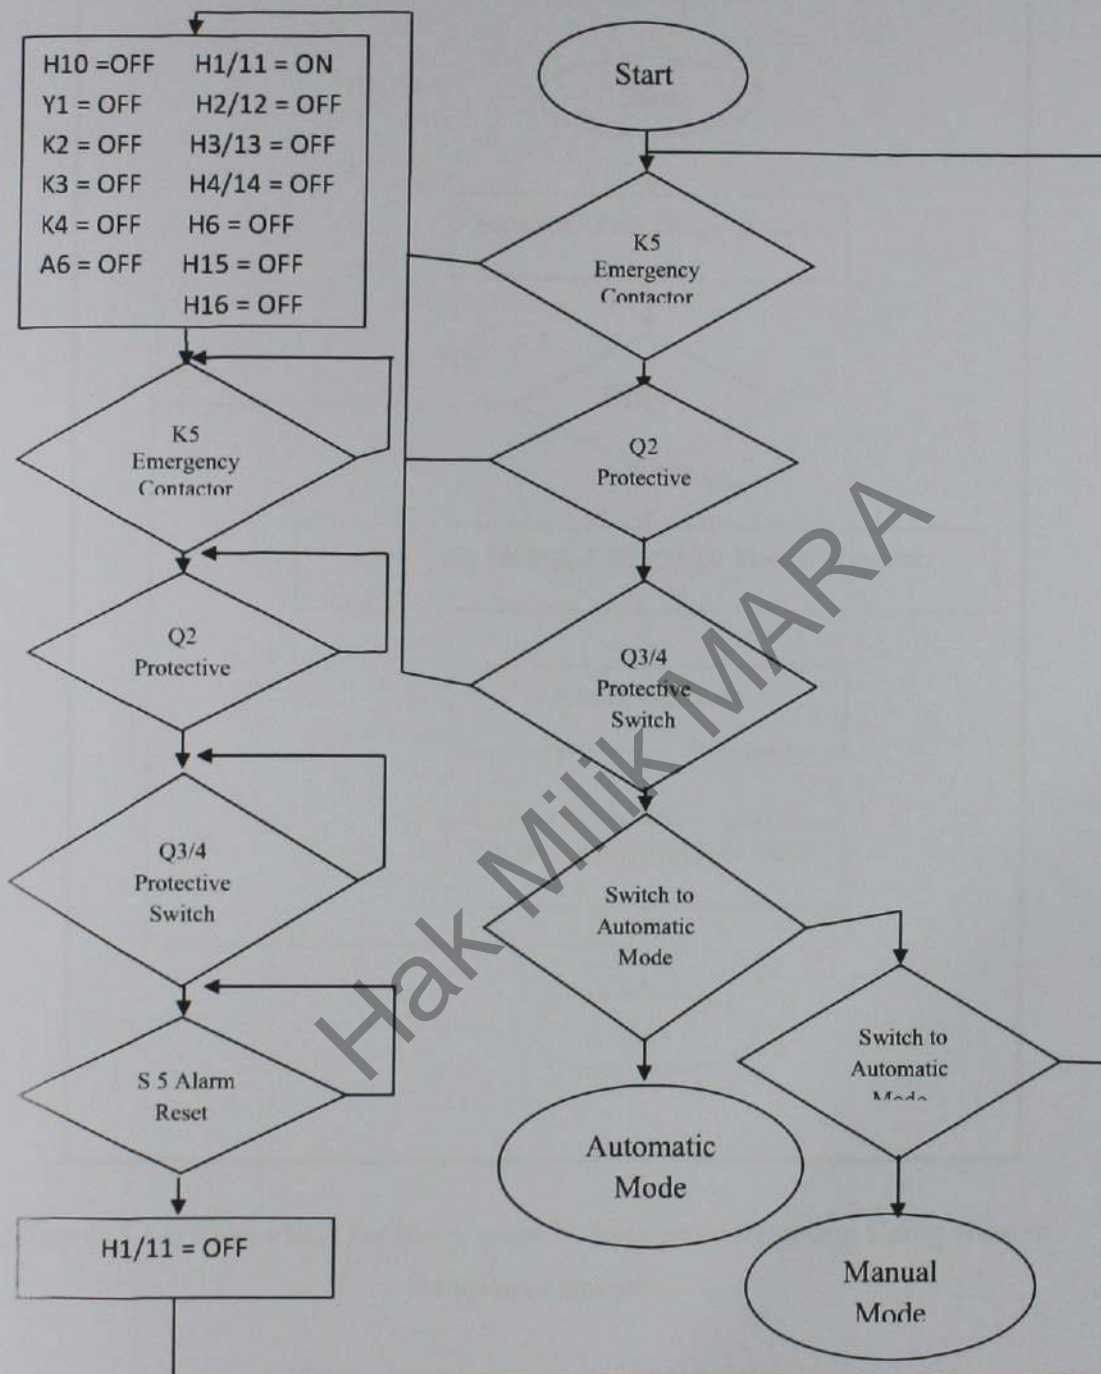 H10 =OFF H1/11 = ON
Y1 = OFF H2/12 = OFF
K2 = OFF H3/13 = OFF
K3 = OFF H4/14 = OFF
K4 = OFF H6 = OFF
A6 = OFF H15 = OFF
H16 = OFF
K5
Emergency
Contactor
Q2
Protective
Q3/4
Protective
Switch
S 5 Alarm
Reset
H1/11 = OFF
Start
K5
Emergency
Contactor
Q2
Protective
Q3/4
Protective
Switch
Switch to
Automatic
Mode
Automatic
Mode
Switch to
Automatic
Mode
Manual
Mode
Hak Milik MARA